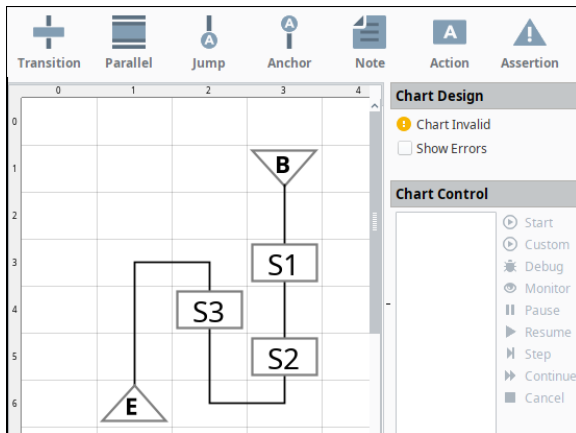 Transition Parallel Jump Anchor Note Action Assertion
A A A
0 1 2 3 4
0
1
2
3
4
5
6
B
S1
S3
S2
E
Chart Design
Chart Invalid
Show Errors
Chart Control
Start
Custom
Debug
Monitor
Pause
Resume
Step
Continue
Cancel